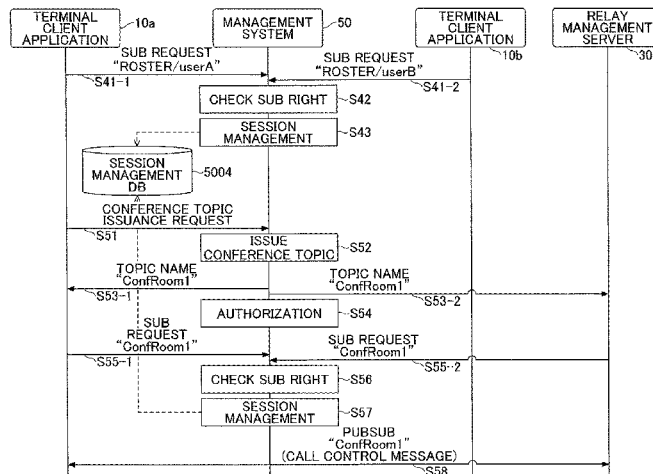 TERMINAL CLIENT APPLICATION
10a
MANAGEMENT SYSTEM
50
TERMINAL CLIENT APPLICATION
10b
RELAY MANAGEMENT SERVER
30
SUB REQUEST
"ROSTER/userA"
S41-1
SUB REQUEST
"ROSTER/userB"
S41-2
CHECK SUB RIGHT
S42
SESSION MANAGEMENT
S43
SESSION MANAGEMENT DB
5004
CONFERENCE TOPIC ISSUANCE REQUEST
S51
ISSUE CONFERENCE TOPIC
S52
TOPIC NAME
"ConfRoom1"
S53-1
TOPIC NAME
"ConfRoom1"
S53-2
AUTHORIZATION
S54
SUB REQUEST
"ConfRoom1"
S55-1
SUB REQUEST
"ConfRoom1"
S55-2
CHECK SUB RIGHT
S56
SESSION MANAGEMENT
S57
PUBSUB
"ConfRoom1"
(CALL CONTROL MESSAGE)
S58